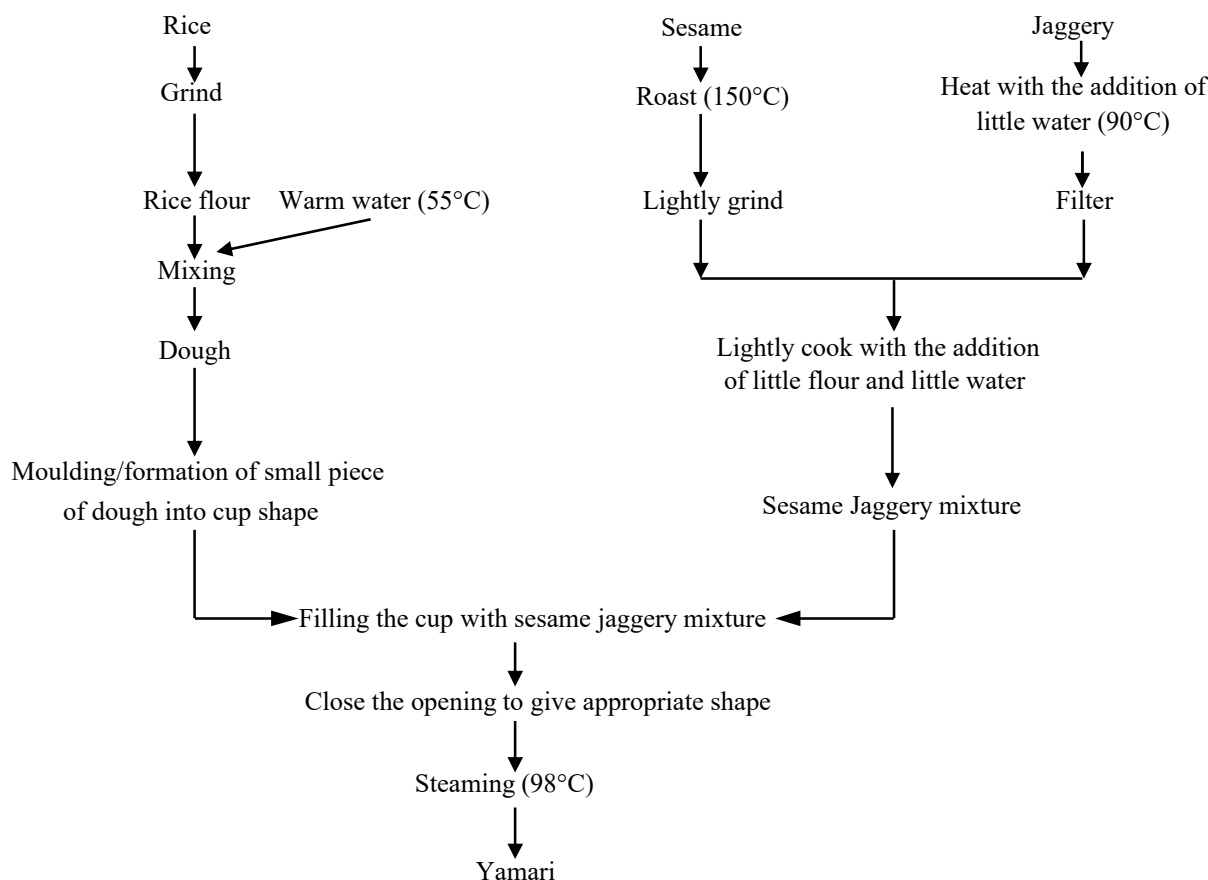 Rice
Grind
Rice flour
Warm water (55°C)
Mixing
Dough
Moulding/formation of small piece
of dough into cup shape
Sesame
Roast (150°C)
Lightly grind
Jaggery
Heat with the addition of
little water (90°C)
Filter
Lightly cook with the addition
of little flour and little water
Sesame Jaggery mixture
Filling the cup with sesame jaggery mixture
Close the opening to give appropriate shape
Steaming (98°C)
Yamari